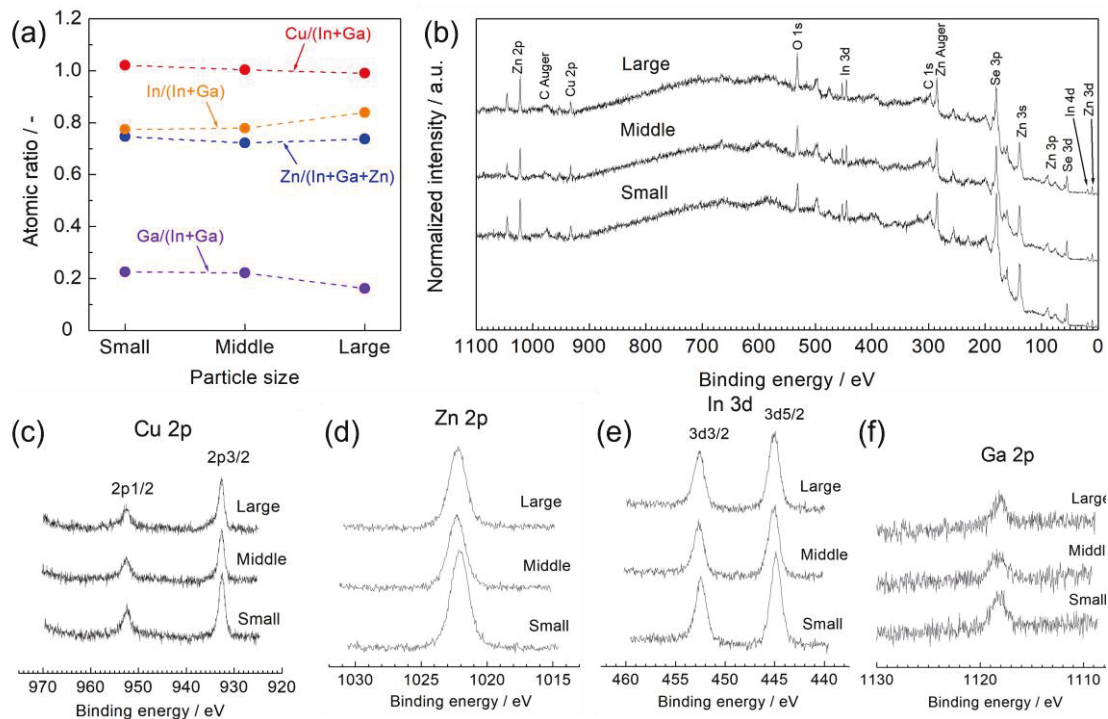 (a)
1.2
1.0
0.8
0.6
0.4
0.2
0
Atomic ratio / -
Cu/(In+Ga)
In/(In+Ga)
Zn/(In+Ga+Zn)
Ga/(In+Ga)
Small Middle Large
Particle size
(b)
Normalized intensity / a.u.
Zn 2p
C Auger
Cu 2p
O 1s
In 3d
C 1s
Zn Auger
Se 3p
Zn 3s
Zn 3p
Se 3d
In 4d
Zn 3d
Large
Middle
Small
1100 1000 900 800 700 600 500 400 300 200 100 0
Binding energy / eV
(c)
Cu 2p
2p1/2
2p3/2
Large
Middle
Small
970 960 950 940 930 920
Binding energy / eV
(d)
Zn 2p
Large
Middle
Small
1030 1025 1020 1015
Binding energy / eV
(e)
In 3d
3d3/2
3d5/2
Large
Middle
Small
460 455 450 445 440
Binding energy / eV
(f)
Ga 2p
Large
Middl
Small
1130 1120 1110
Binding energy / eV